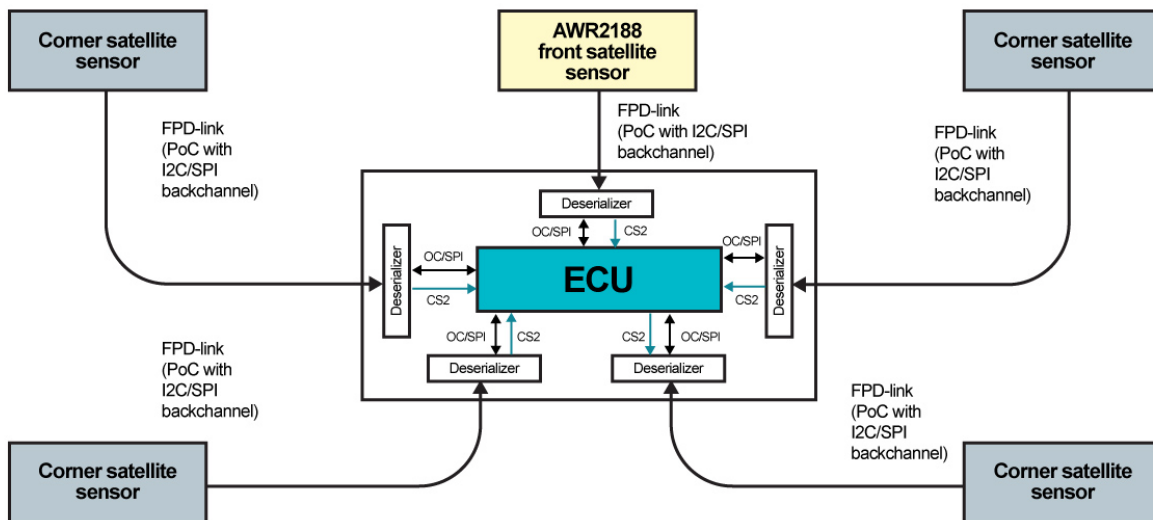 Corner satellite
sensor
AWR2188
front satellite
sensor
Corner satellite
sensor
FPD-link
(PoC with
I2C/SPI
backchannel)
FPD-link
(PoC with I2C/SPI
backchannel)
FPD-link
(PoC with
I2C/SPI
backchannel)
Deserializer
OC/SPI
CS2
Deserializer
OC/SPI
CS2
ECU
OC/SPI
CS2
Deserializer
OC/SPI
CS2
Deserializer
CS2
OC/SPI
Deserializer
FPD-link
(PoC with
I2C/SPI
backchannel)
FPD-link
(PoC with
I2C/SPI
backchannel)
Corner satellite
sensor
Corner satellite
sensor